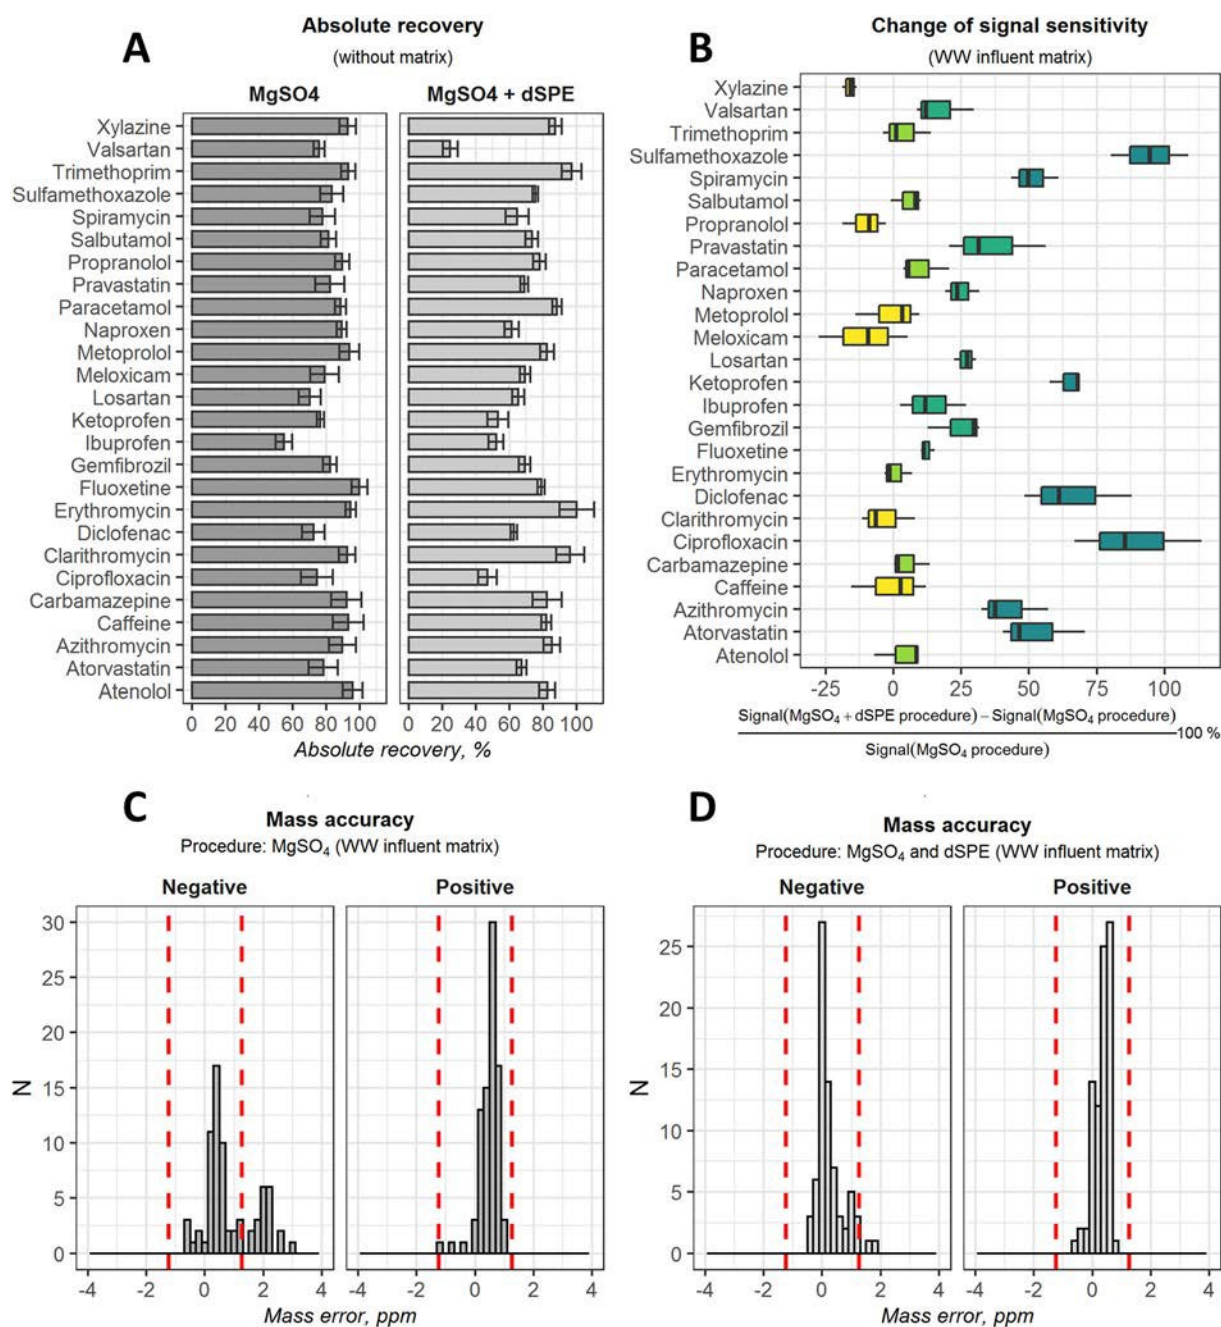 A
Absolute recovery
(without matrix)
MgSO4
MgSO4 + dSPE
Xylazine
Valsartan
Trimethoprim
Sulfamethoxazole
Spiramycin
Salbutamol
Propranolol
Pravastatin
Paracetamol
Naproxen
Metoprolol
Meloxicam
Losartan
Ketoprofen
Ibuprofen
Gemfibrozil
Fluoxetine
Erythromycin
Diclofenac
Clarithromycin
Ciprofloxacin
Carbamazepine
Caffeine
Azithromycin
Atorvastatin
Atenolol
0 20 40 60 80 100
0 20 40 60 80 100
Absolute recovery, %
B
Change of signal sensitivity
(WW influent matrix)
Xylazine
Valsartan
Trimethoprim
Sulfamethoxazole
Spiramycin
Salbutamol
Propranolol
Pravastatin
Paracetamol
Naproxen
Metoprolol
Meloxicam
Losartan
Ketoprofen
Ibuprofen
Gemfibrozil
Fluoxetine
Erythromycin
Diclofenac
Clarithromycin
Ciprofloxacin
Carbamazepine
Caffeine
Azithromycin
Atorvastatin
Atenolol
-25 0 25 50 75 100
Signal(MgSO₄ + dSPE procedure) − Signal(MgSO₄ procedure)
100 %
Signal(MgSO₄ procedure)
C
Mass accuracy
Procedure: MgSO₄ (WW influent matrix)
Negative
Positive
30
25
20
15
10
5
0
N
-4 -2 0 2 4
-4 -2 0 2 4
Mass error, ppm
D
Mass accuracy
Procedure: MgSO₄ and dSPE (WW influent matrix)
Negative
Positive
25
20
15
10
5
0
N
-4 -2 0 2 4
-4 -2 0 2 4
Mass error, ppm